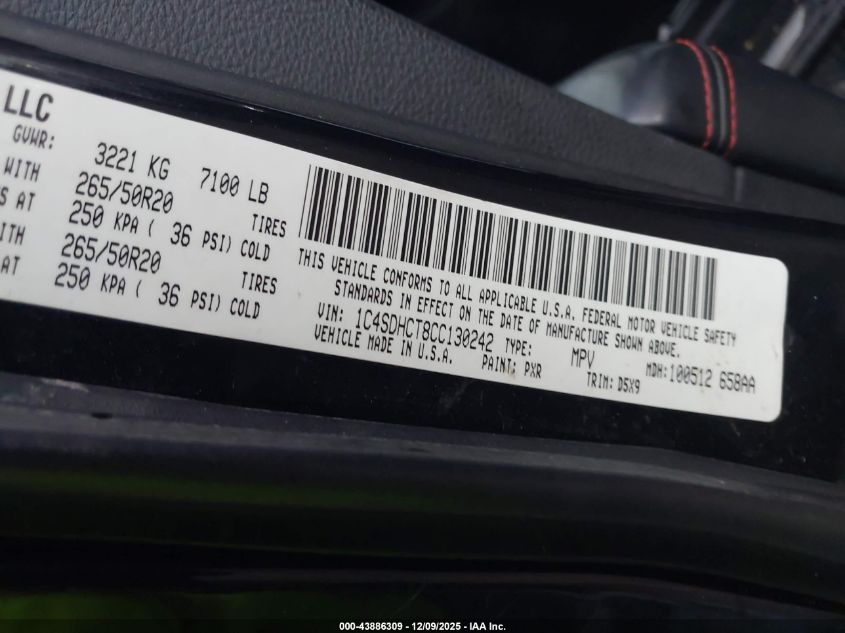 LLC
GVWR: 3221 KG 7100 LB
WITH 265/50R20 TIRES
S AT 250 KPA ( 36 PSI) COLD
ITH 265/50R20 TIRES
AT 250 KPA ( 36 PSI) COLD
THIS VEHICLE CONFORMS TO ALL APPLICABLE U.S.A. FEDERAL MOTOR VEHICLE SAFETY
STANDARDS IN EFFECT ON THE DATE OF MANUFACTURE SHOWN ABOVE.
VIN: 1C4SDHCT8CC130242 TYPE: MPV MDH:100512 658AA
VEHICLE MADE IN U.S.A. PAINT: PXR TRIM: D5X9
000-43886309 - 12/09/2025 - IAA Inc.